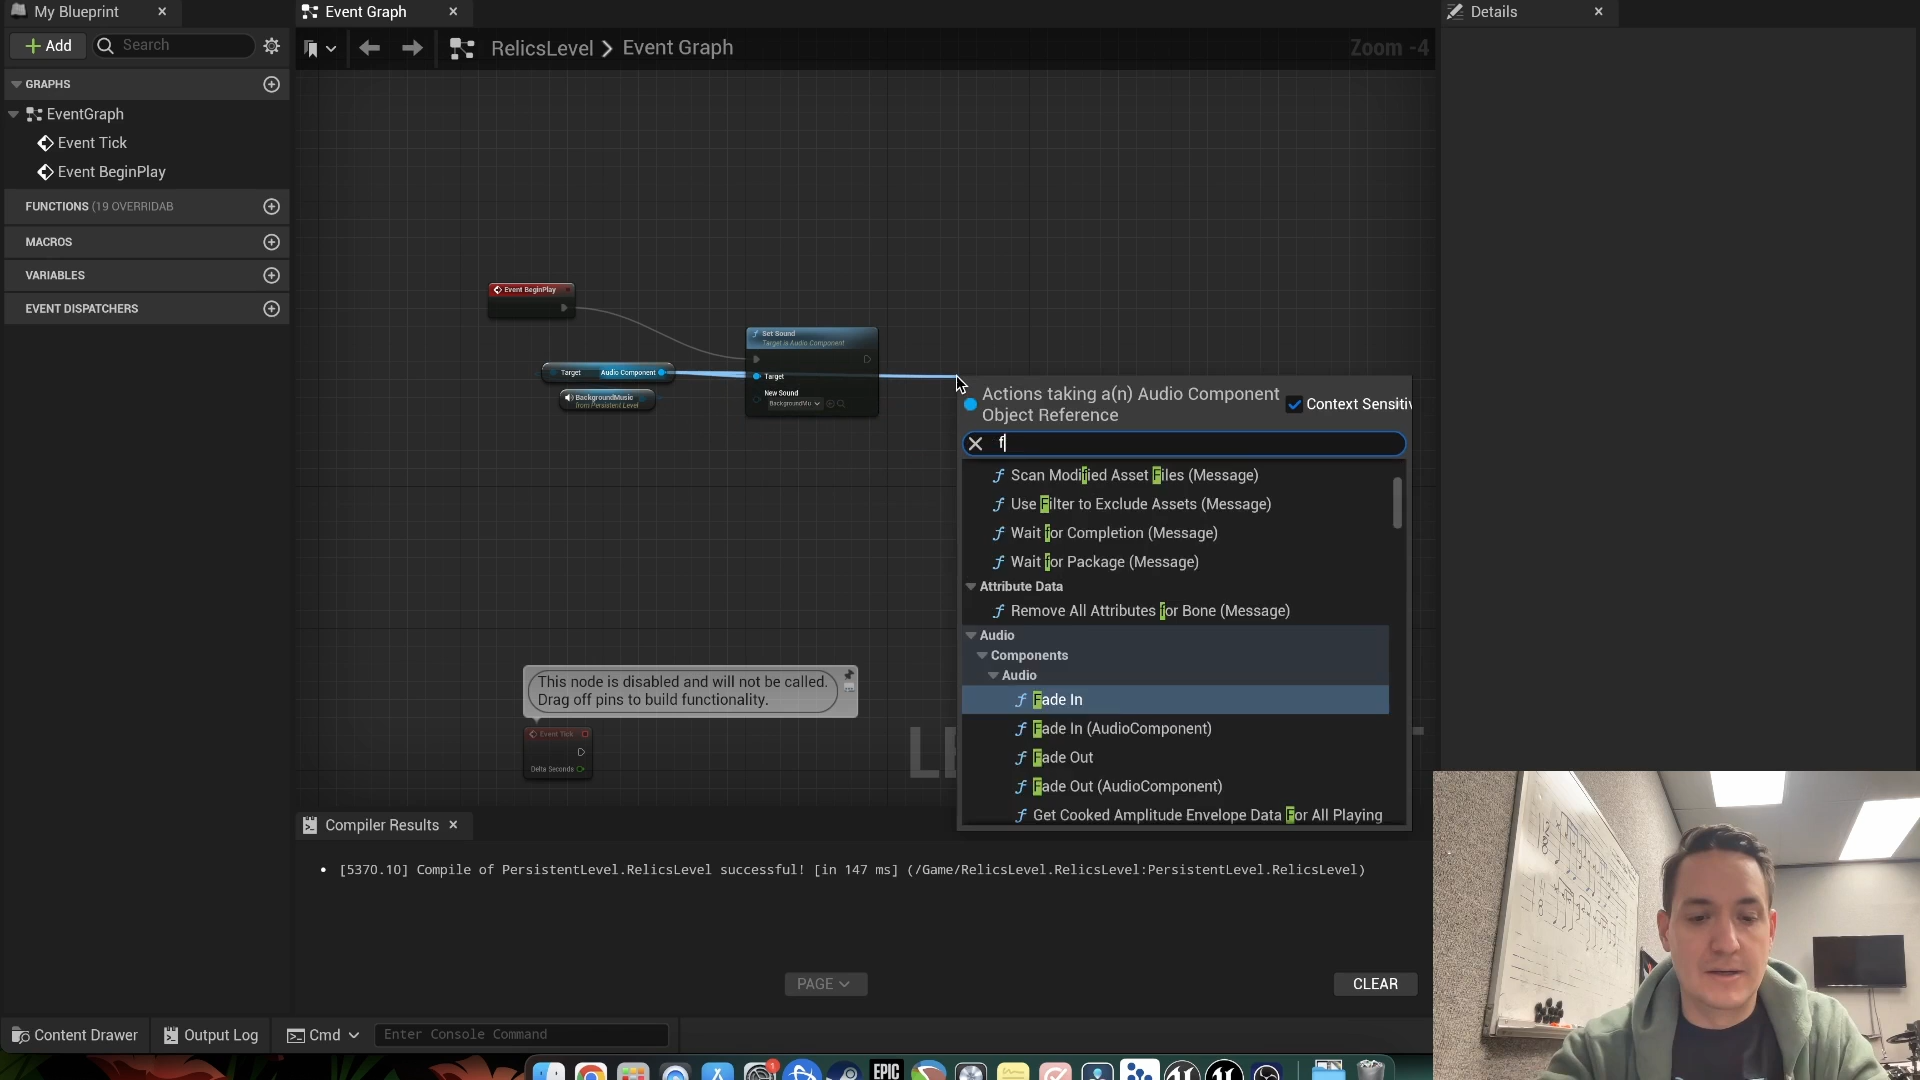 My Blueprint
Event Graph
Details
Add
Search
RelicsLevel > Event Graph
Zoom -4
GRAPHS
EventGraph
Event Tick
Event BeginPlay
FUNCTIONS (19 OVERRIDAB
MACROS
VARIABLES
EVENT DISPATCHERS
Event BeginPlay
Set Sound
Target is Audio Component
Target
Audio Component
Target
BackgroundMusic
from Persistent Level
New Sound
BackgroundMu
Actions taking a(n) Audio Component
Object Reference
Context Sensitiv
f
Scan Modified Asset Files (Message)
Use Filter to Exclude Assets (Message)
Wait for Completion (Message)
Wait for Package (Message)
Attribute Data
Remove All Attributes for Bone (Message)
Audio
Components
Audio
Fade In
Fade In (AudioComponent)
Fade Out
Fade Out (AudioComponent)
Get Cooked Amplitude Envelope Data For All Playing
This node is disabled and will not be called.
Drag off pins to build functionality.
Event Tick
Delta Seconds
Compiler Results
[5370.10] Compile of PersistentLevel.RelicsLevel successful! [in 147 ms] (/Game/RelicsLevel.RelicsLevel:PersistentLevel.RelicsLevel)
PAGE
CLEAR
Content Drawer
Output Log
Cmd
Enter Console Command
1
EPIC